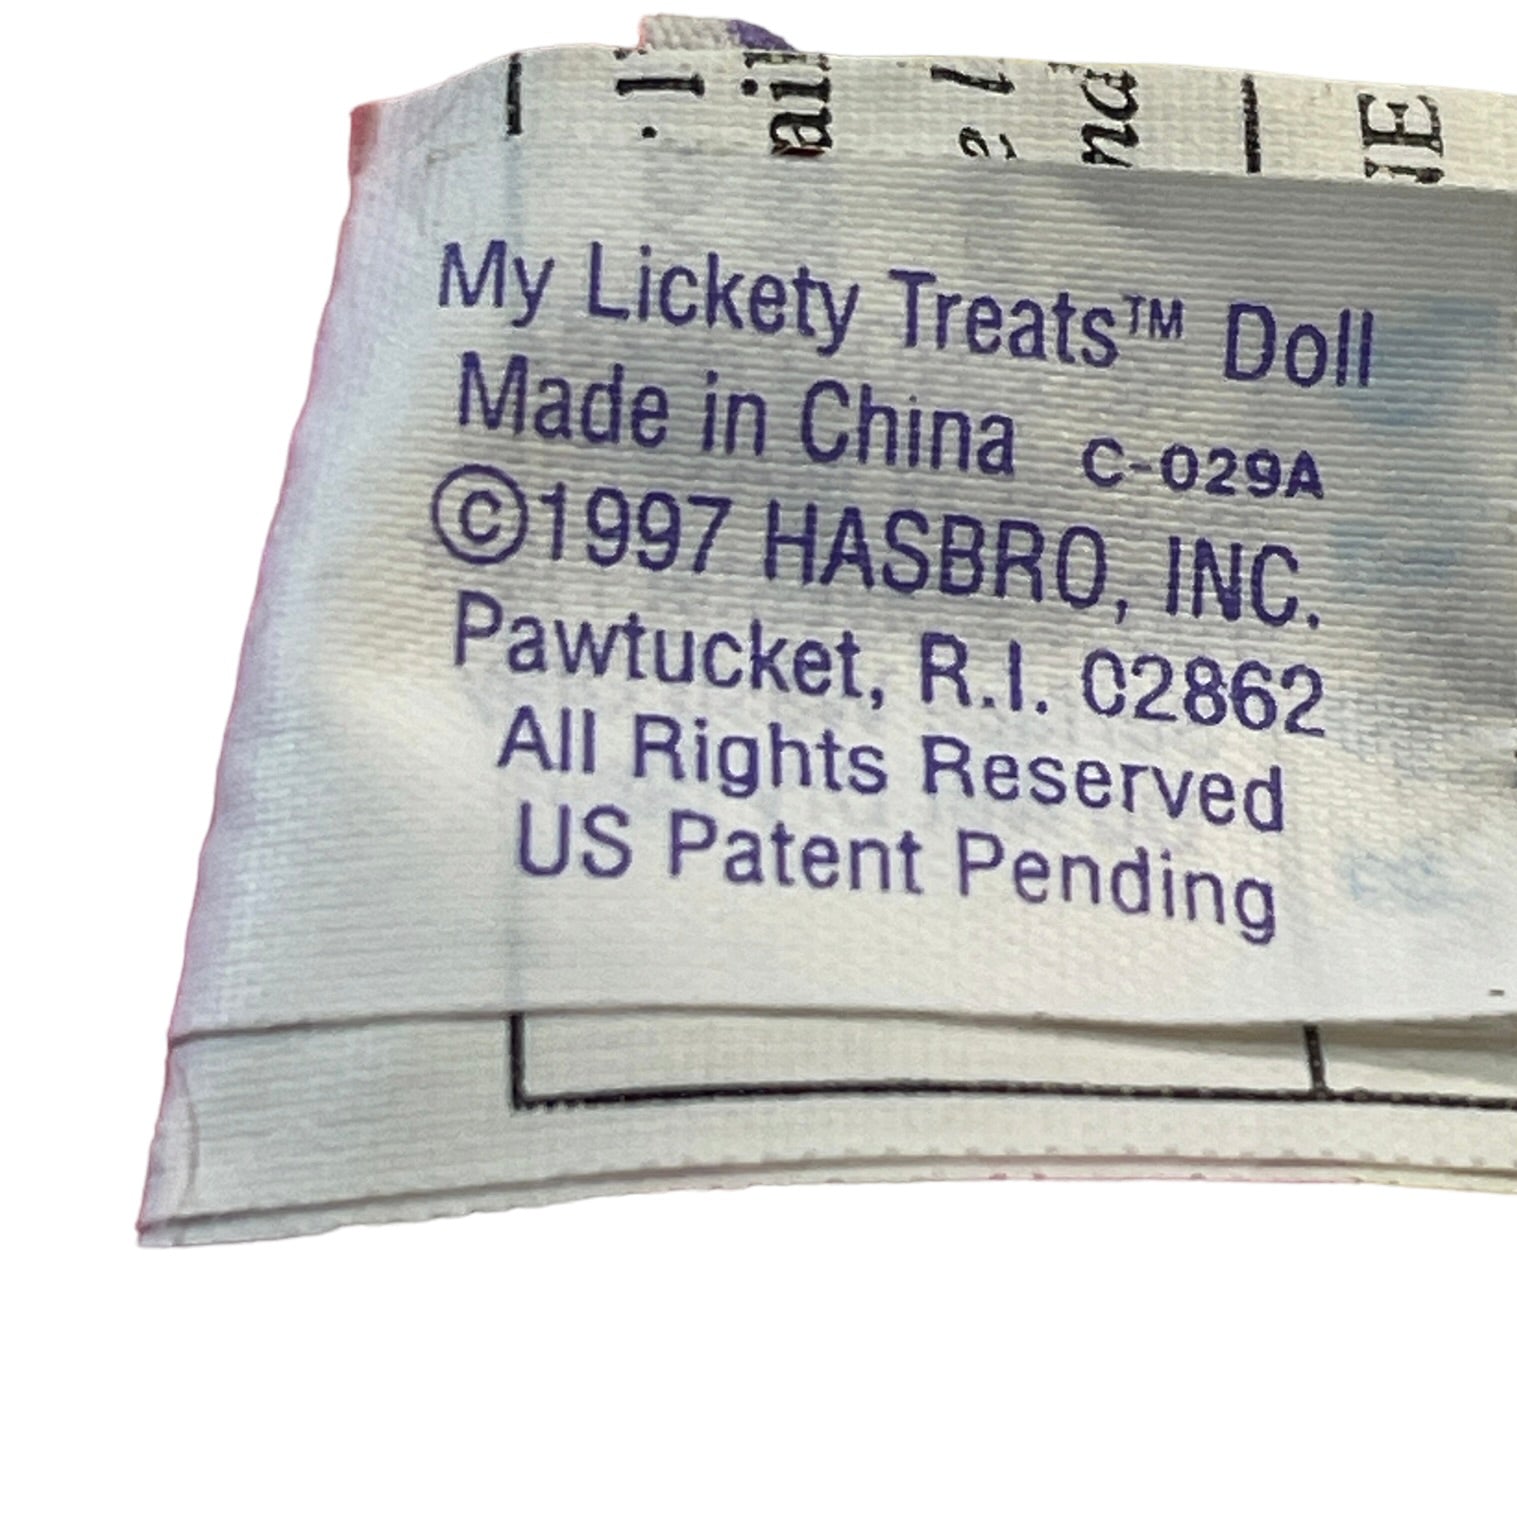 My Lickety Treats™ Doll
Made in China C-029A
©1997 HASBRO, INC.
Pawtucket, R.I. 02862
All Rights Reserved
US Patent Pending